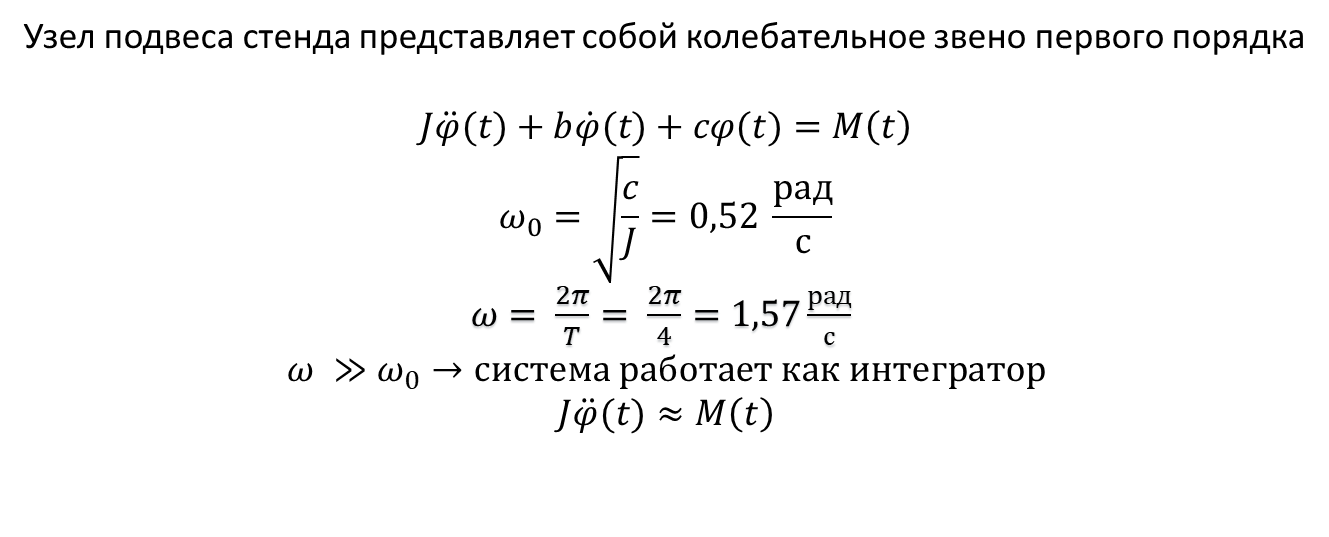 Узел подвеса стенда представляет собой колебательное звено первого порядка
Jφ̈(t) + bφ̇(t) + cφ(t) = M(t)
ω₀ = √(c/J) = 0,52 рад/с
ω = 2π/T = 2π/4 = 1,57 рад/с
ω ≫ ω₀ → система работает как интегратор
Jφ̈(t) ≈ M(t)